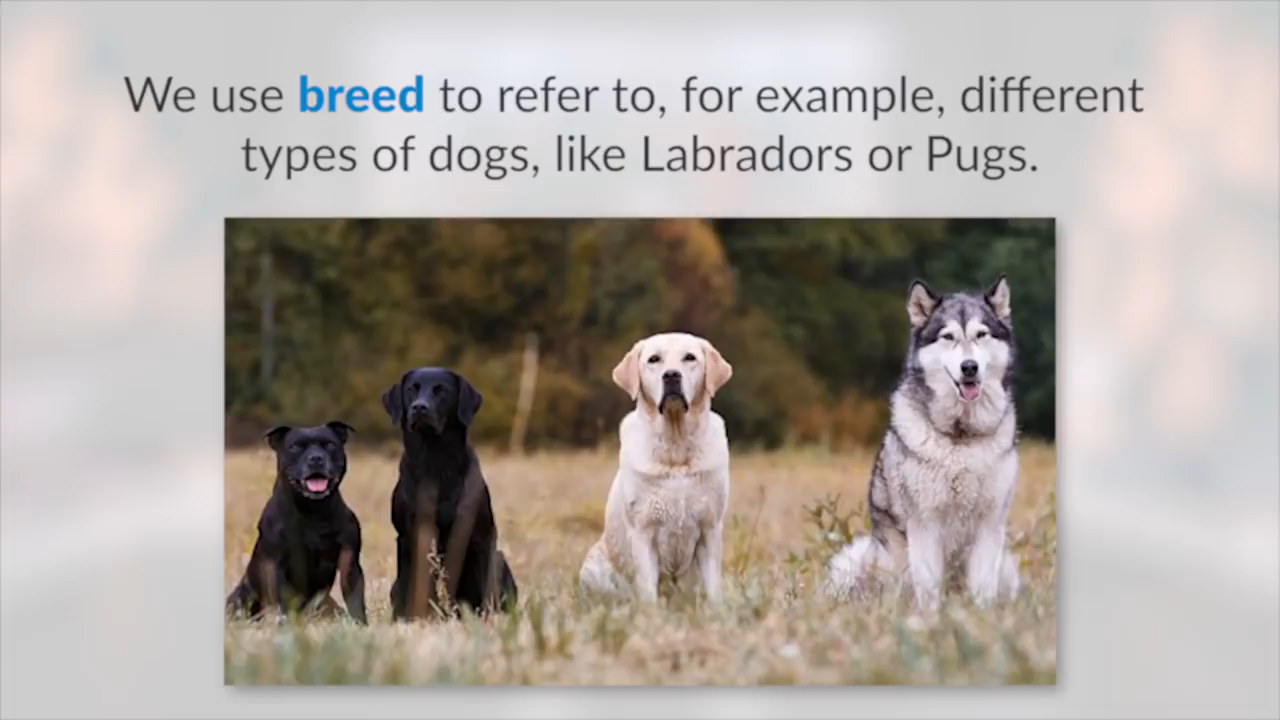 We use breed to refer to, for example, different
types of dogs, like Labradors or Pugs.